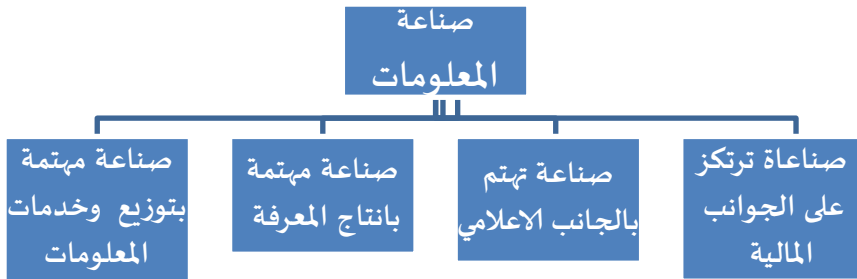 صناعة
المعلومات
صناعاة ترتكز
على الجوانب
المالية
صناعة تهتم
بالجانب الاعلامي
صناعة مهتمة
بانتاج المعرفة
صناعة مهتمة
بتوزيع وخدمات
المعلومات